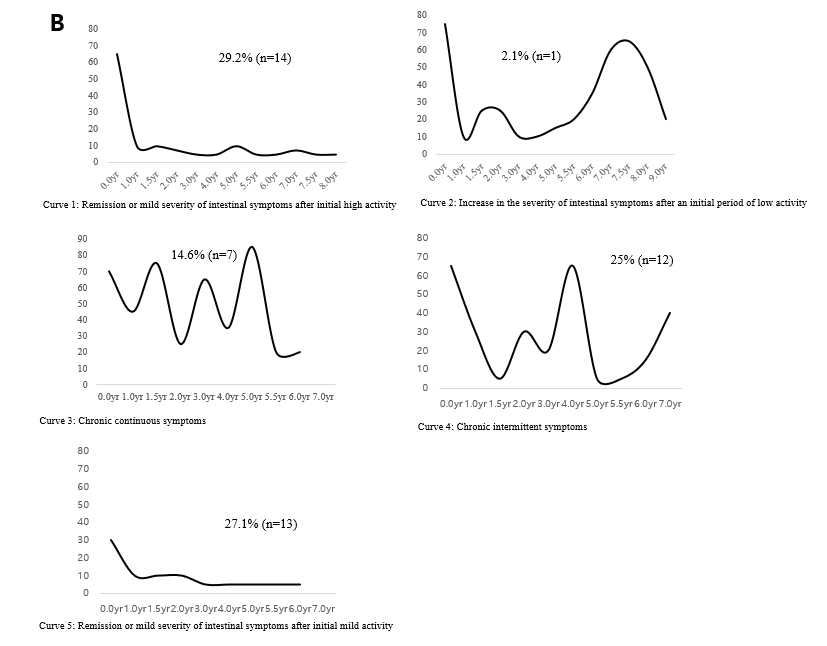 B
80
70
60
50
40
30
20
10
0
29.2% (n=14)
0.0yr 1.0yr 1.5yr 2.0yr 3.0yr 4.0yr 5.0yr 5.5yr 6.0yr 7.0yr 7.5yr 8.0yr
Curve 1: Remission or mild severity of intestinal symptoms after initial high activity
80
70
60
50
40
30
20
10
0
2.1% (n=1)
0.0yr 1.0yr 1.5yr 2.0yr 3.0yr 4.0yr 5.0yr 5.5yr 6.0yr 7.0yr 7.5yr 8.0yr 9.0yr
Curve 2: Increase in the severity of intestinal symptoms after an initial period of low activity
90
80
70
60
50
40
30
20
10
0
14.6% (n=7)
0.0yr 1.0yr 1.5yr 2.0yr 3.0yr 4.0yr 5.0yr 5.5yr 6.0yr 7.0yr
Curve 3: Chronic continuous symptoms
80
70
60
50
40
30
20
10
0
25% (n=12)
0.0yr 1.0yr 1.5yr 2.0yr 3.0yr 4.0yr 5.0yr 5.5yr 6.0yr 7.0yr
Curve 4: Chronic intermittent symptoms
80
70
60
50
40
30
20
10
0
27.1% (n=13)
0.0yr 1.0yr 1.5yr 2.0yr 3.0yr 4.0yr 5.0yr 5.5yr 6.0yr 7.0yr
Curve 5: Remission or mild severity of intestinal symptoms after initial mild activity